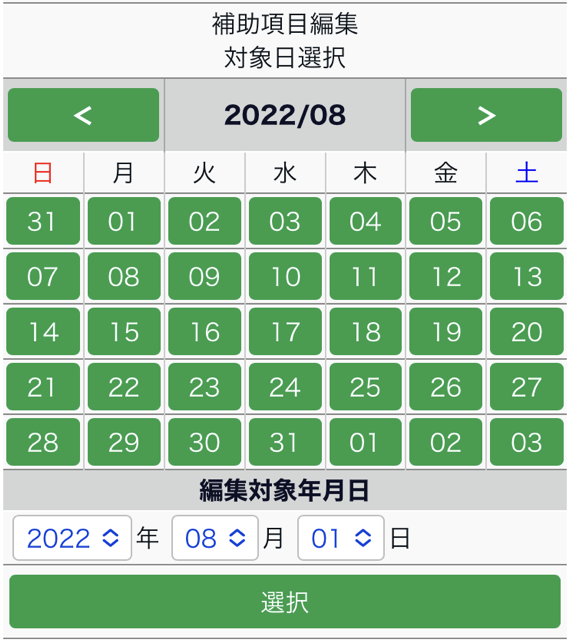 補助項目編集
対象日選択
< 2022/08 >
日 月 火 水 木 金 土
31 01 02 03 04 05 06
07 08 09 10 11 12 13
14 15 16 17 18 19 20
21 22 23 24 25 26 27
28 29 30 31 01 02 03
編集対象年月日
2022 年 08 月 01 日
選択